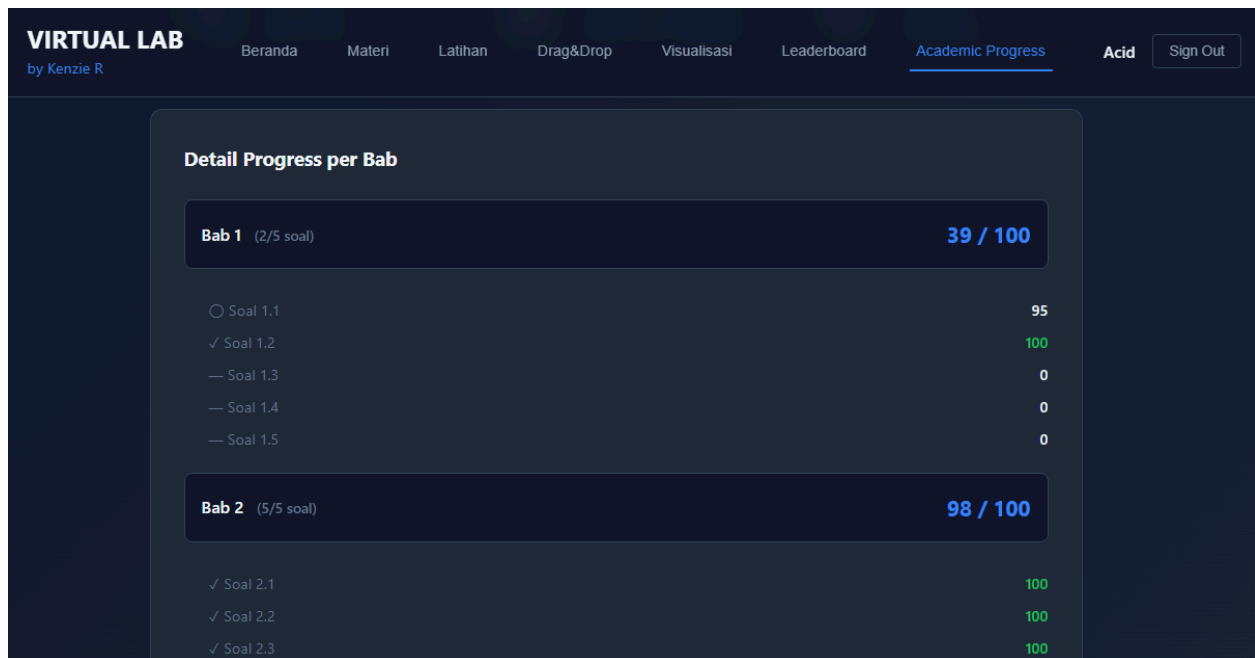 VIRTUAL LAB
by Kenzie R
Beranda Materi Latihan Drag&Drop Visualisasi Leaderboard Academic Progress Acid Sign Out
Detail Progress per Bab
Bab 1 (2/5 soal) 39 / 100
○ Soal 1.1 95
✓ Soal 1.2 100
— Soal 1.3 0
— Soal 1.4 0
— Soal 1.5 0
Bab 2 (5/5 soal) 98 / 100
✓ Soal 2.1 100
✓ Soal 2.2 100
✓ Soal 2.3 100